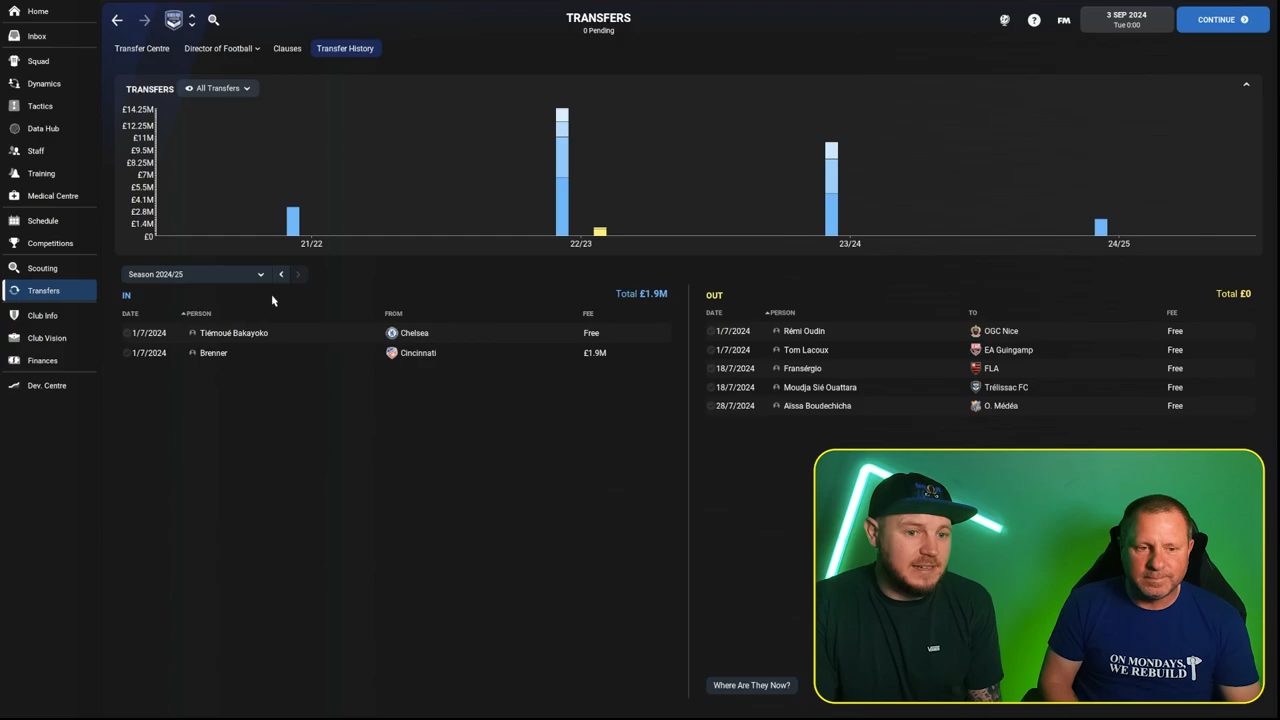 Home
Inbox
Squad
Dynamics
Tactics
Data Hub
Staff
Training
Medical Centre
Schedule
Competitions
Scouting
Transfers
Club Info
Club Vision
Finances
Dev. Centre
TRANSFERS
0 Pending
FM
3 SEP 2024
Tue 0:00
CONTINUE
Transfer Centre
Director of Football
Clauses
Transfer History
TRANSFERS
All Transfers
£14.25M
£12.25M
£11M
£9.5M
£8.25M
£7M
£5.5M
£4.1M
£2.8M
£1.4M
£0
21/22
22/23
23/24
24/25
Season 2024/25
IN
Total £1.9M
DATE PERSON FROM FEE
1/7/2024 Tiémoué Bakayoko Chelsea Free
1/7/2024 Brenner Cincinnati £1.9M
OUT
Total £0
DATE PERSON TO FEE
1/7/2024 Rémi Oudin OGC Nice Free
1/7/2024 Tom Lacoux EA Guingamp Free
18/7/2024 Fransérgio FLA Free
18/7/2024 Moudja Sié Ouattara Trélissac FC Free
28/7/2024 Aïssa Boudechicha O. Médéa Free
Where Are They Now?
VANS
ON MONDAYS,
WE REBUILD